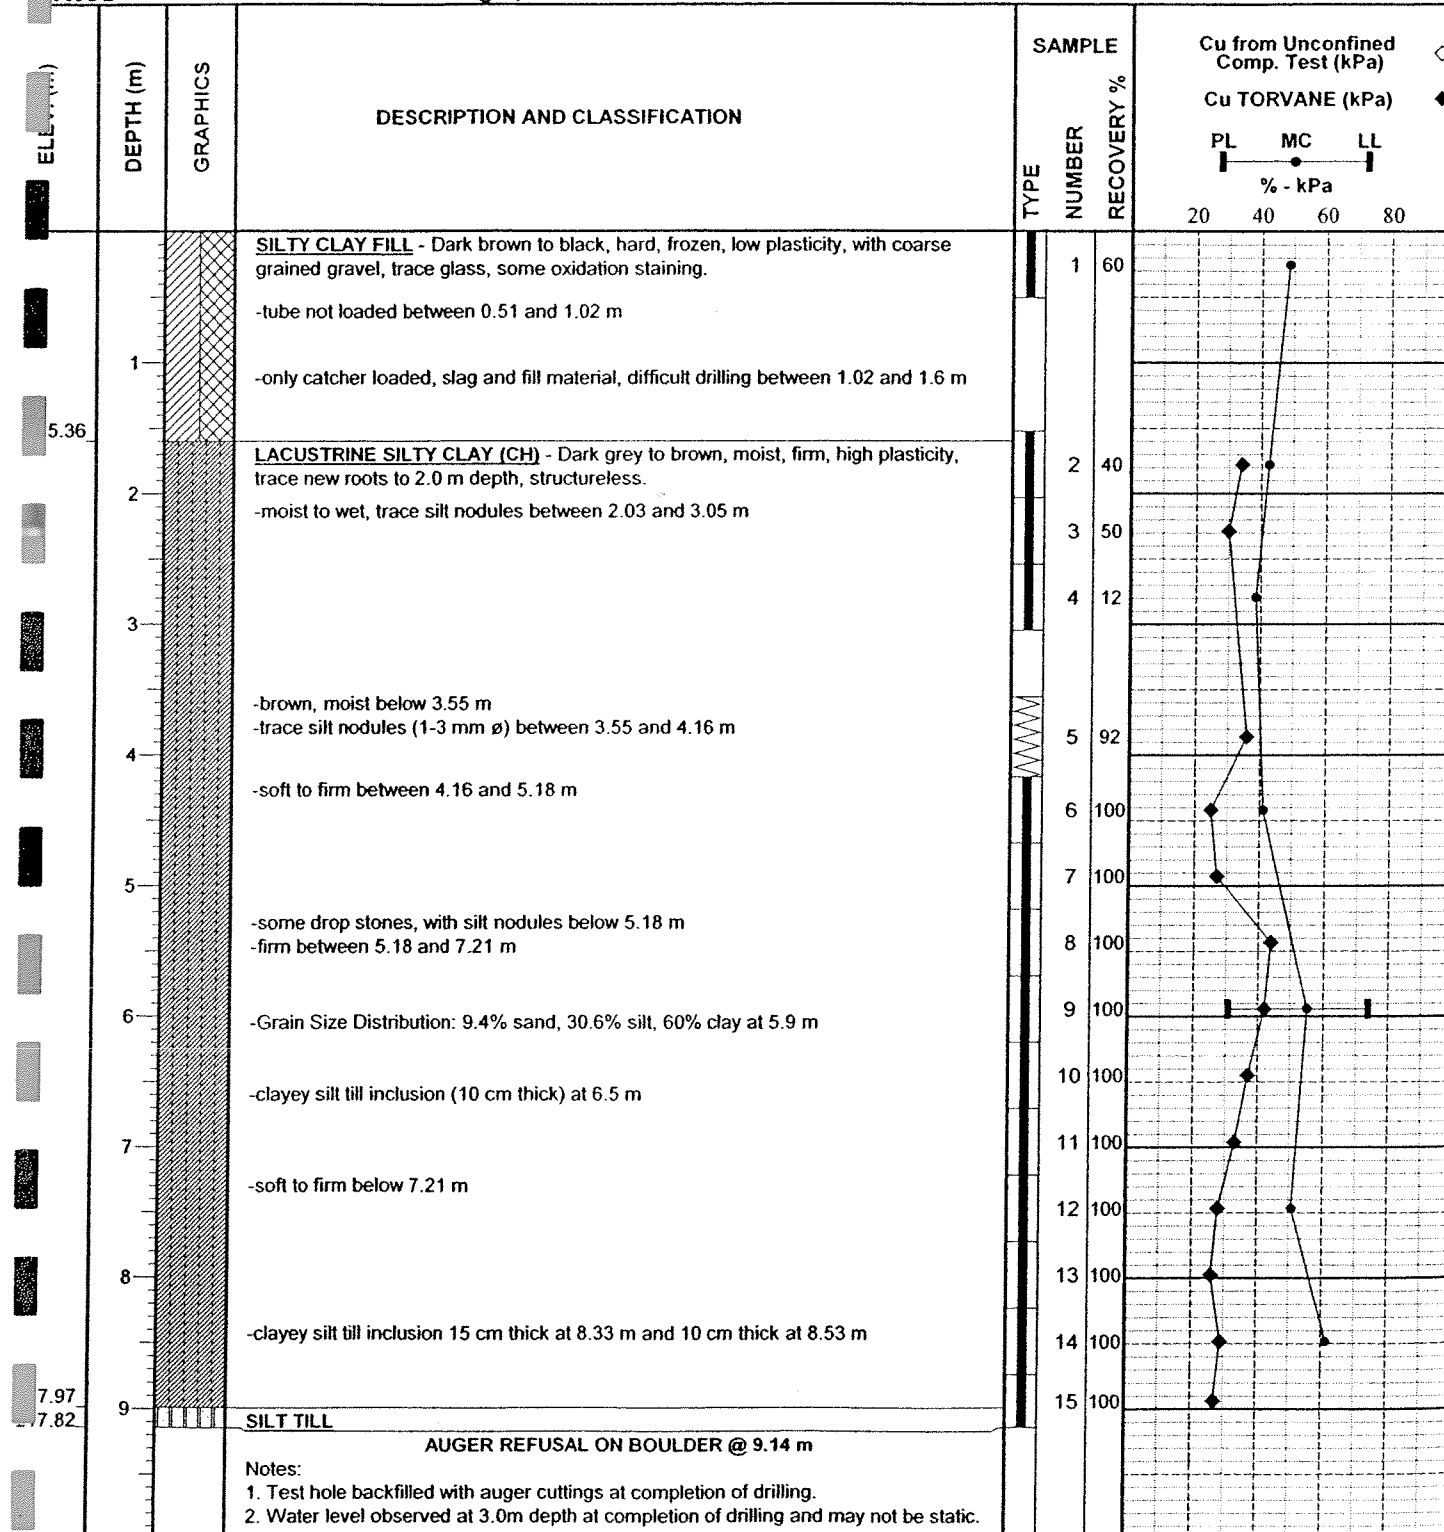 SAMPLE
Cu from Unconfined
Comp. Test (kPa)
Cu TORVANE (kPa)
PL MC LL
% - kPa
20 40 60 80
DEPTH (m)
GRAPHICS
DESCRIPTION AND CLASSIFICATION
TYPE
NUMBER
RECOVERY %
SILTY CLAY FILL - Dark brown to black, hard, frozen, low plasticity, with coarse
grained gravel, trace glass, some oxidation staining.
1 60
-tube not loaded between 0.51 and 1.02 m
1
-only catcher loaded, slag and fill material, difficult drilling between 1.02 and 1.6 m
5.36
LACUSTRINE SILTY CLAY (CH) - Dark grey to brown, moist, firm, high plasticity,
trace new roots to 2.0 m depth, structureless.
2 40
2
-moist to wet, trace silt nodules between 2.03 and 3.05 m
3 50
4 12
3
-brown, moist below 3.55 m
-trace silt nodules (1-3 mm ø) between 3.55 and 4.16 m
5 92
4
-soft to firm between 4.16 and 5.18 m
6 100
7 100
5
-some drop stones, with silt nodules below 5.18 m
-firm between 5.18 and 7.21 m
8 100
9 100
6
-Grain Size Distribution: 9.4% sand, 30.6% silt, 60% clay at 5.9 m
10 100
-clayey silt till inclusion (10 cm thick) at 6.5 m
11 100
7
-soft to firm below 7.21 m
12 100
13 100
8
-clayey silt till inclusion 15 cm thick at 8.33 m and 10 cm thick at 8.53 m
14 100
7.97
15 100
9
7.82
SILT TILL
AUGER REFUSAL ON BOULDER @ 9.14 m
Notes:
1. Test hole backfilled with auger cuttings at completion of drilling.
2. Water level observed at 3.0m depth at completion of drilling and may not be static.